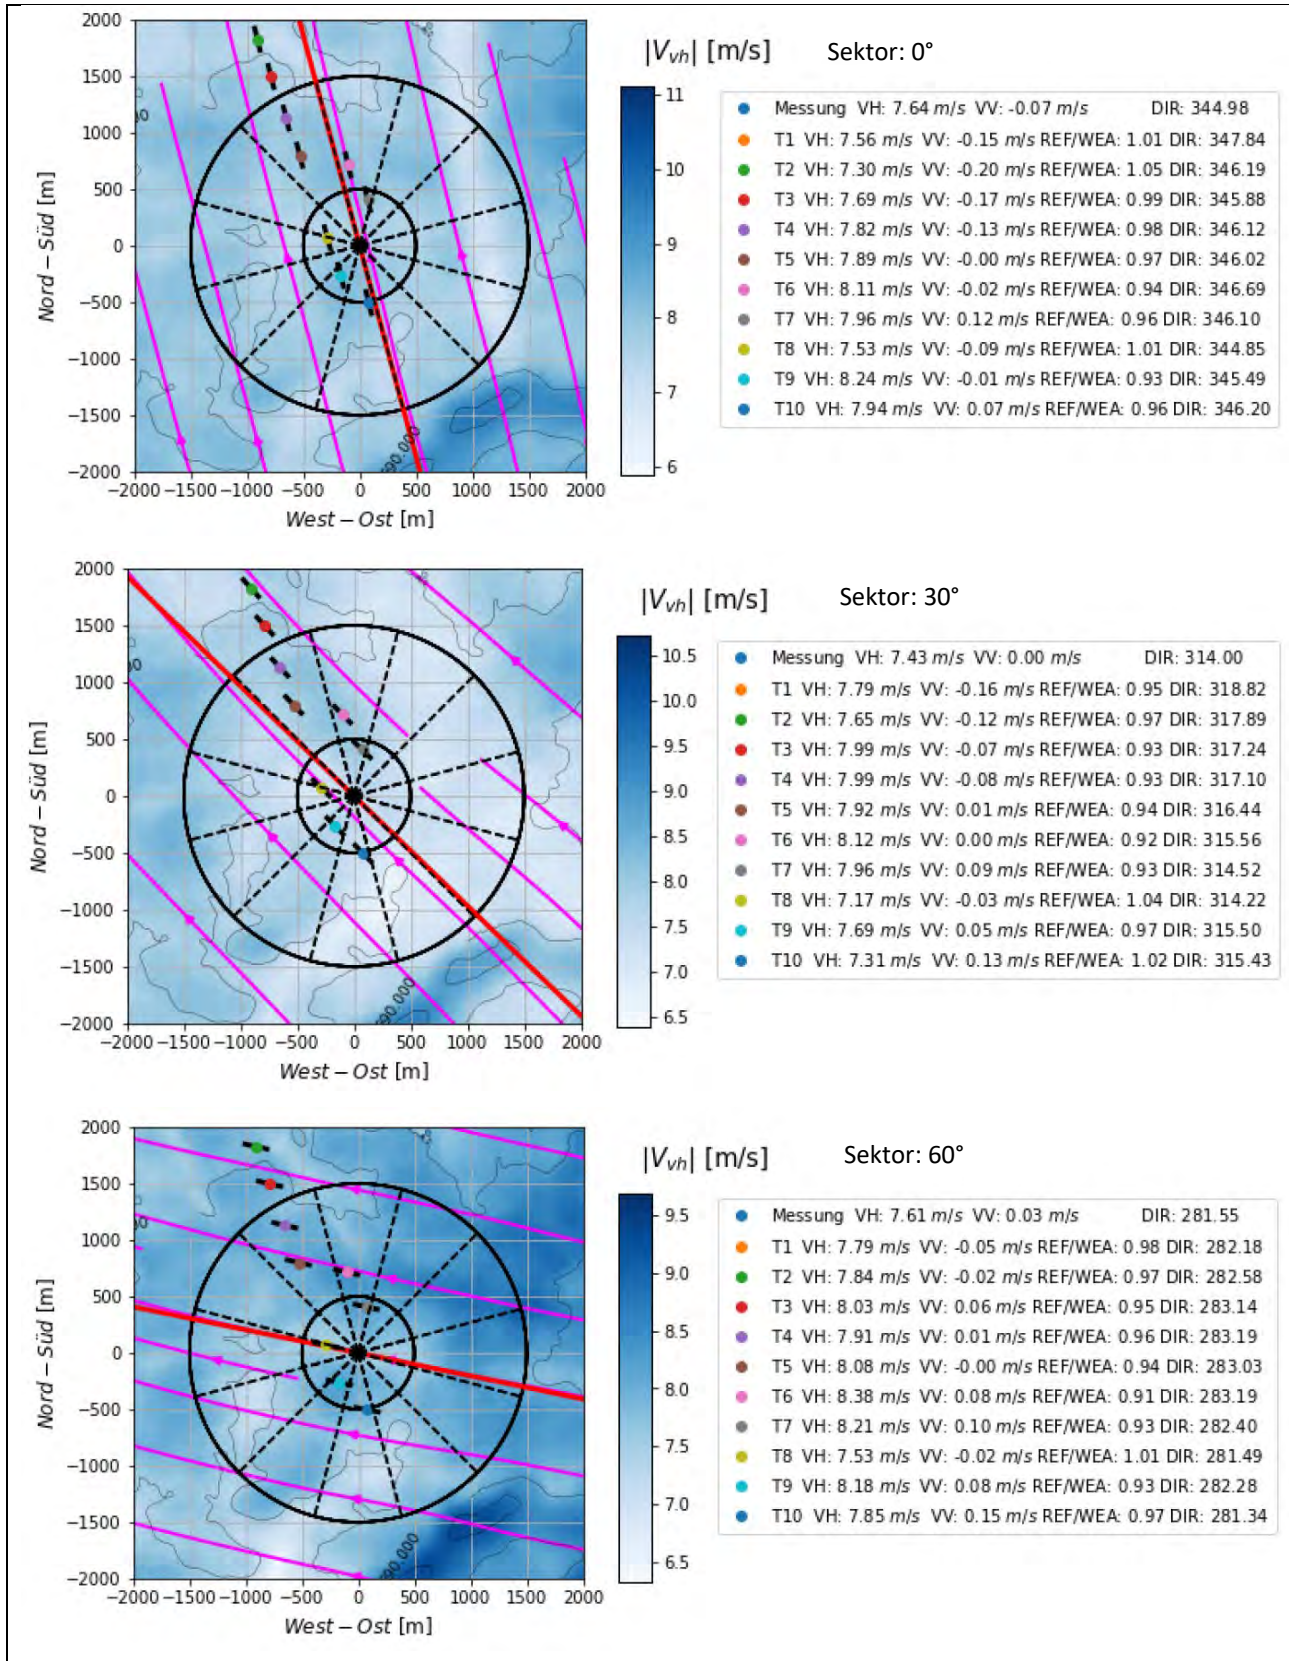 |V_vh| [m/s] Sektor: 0°
2000
1500
1000
500
0
−500
−1000
−1500
−2000
Nord − Süd [m]
−2000 −1500 −1000 −500 0 500 1000 1500 2000
West − Ost [m]
11
10
9
8
7
6
Messung VH: 7.64 m/s VV: -0.07 m/s DIR: 344.98
T1 VH: 7.56 m/s VV: -0.15 m/s REF/WEA: 1.01 DIR: 347.84
T2 VH: 7.30 m/s VV: -0.20 m/s REF/WEA: 1.05 DIR: 346.19
T3 VH: 7.69 m/s VV: -0.17 m/s REF/WEA: 0.99 DIR: 345.88
T4 VH: 7.82 m/s VV: -0.13 m/s REF/WEA: 0.98 DIR: 346.12
T5 VH: 7.89 m/s VV: -0.00 m/s REF/WEA: 0.97 DIR: 346.02
T6 VH: 8.11 m/s VV: -0.02 m/s REF/WEA: 0.94 DIR: 346.69
T7 VH: 7.96 m/s VV: 0.12 m/s REF/WEA: 0.96 DIR: 346.10
T8 VH: 7.53 m/s VV: -0.09 m/s REF/WEA: 1.01 DIR: 344.85
T9 VH: 8.24 m/s VV: -0.01 m/s REF/WEA: 0.93 DIR: 345.49
T10 VH: 7.94 m/s VV: 0.07 m/s REF/WEA: 0.96 DIR: 346.20
|V_vh| [m/s] Sektor: 30°
2000
1500
1000
500
0
−500
−1000
−1500
−2000
Nord − Süd [m]
−2000 −1500 −1000 −500 0 500 1000 1500 2000
West − Ost [m]
10.5
10.0
9.5
9.0
8.5
8.0
7.5
7.0
6.5
Messung VH: 7.43 m/s VV: 0.00 m/s DIR: 314.00
T1 VH: 7.79 m/s VV: -0.16 m/s REF/WEA: 0.95 DIR: 318.82
T2 VH: 7.65 m/s VV: -0.12 m/s REF/WEA: 0.97 DIR: 317.89
T3 VH: 7.99 m/s VV: -0.07 m/s REF/WEA: 0.93 DIR: 317.24
T4 VH: 7.99 m/s VV: -0.08 m/s REF/WEA: 0.93 DIR: 317.10
T5 VH: 7.92 m/s VV: 0.01 m/s REF/WEA: 0.94 DIR: 316.44
T6 VH: 8.12 m/s VV: 0.00 m/s REF/WEA: 0.92 DIR: 315.56
T7 VH: 7.96 m/s VV: 0.09 m/s REF/WEA: 0.93 DIR: 314.52
T8 VH: 7.17 m/s VV: -0.03 m/s REF/WEA: 1.04 DIR: 314.22
T9 VH: 7.69 m/s VV: 0.05 m/s REF/WEA: 0.97 DIR: 315.50
T10 VH: 7.31 m/s VV: 0.13 m/s REF/WEA: 1.02 DIR: 315.43
|V_vh| [m/s] Sektor: 60°
2000
1500
1000
500
0
−500
−1000
−1500
−2000
Nord − Süd [m]
−2000 −1500 −1000 −500 0 500 1000 1500 2000
West − Ost [m]
9.5
9.0
8.5
8.0
7.5
7.0
6.5
Messung VH: 7.61 m/s VV: 0.03 m/s DIR: 281.55
T1 VH: 7.79 m/s VV: -0.05 m/s REF/WEA: 0.98 DIR: 282.18
T2 VH: 7.84 m/s VV: -0.02 m/s REF/WEA: 0.97 DIR: 282.58
T3 VH: 8.03 m/s VV: 0.06 m/s REF/WEA: 0.95 DIR: 283.14
T4 VH: 7.91 m/s VV: 0.01 m/s REF/WEA: 0.96 DIR: 283.19
T5 VH: 8.08 m/s VV: -0.00 m/s REF/WEA: 0.94 DIR: 283.03
T6 VH: 8.38 m/s VV: 0.08 m/s REF/WEA: 0.91 DIR: 283.19
T7 VH: 8.21 m/s VV: 0.10 m/s REF/WEA: 0.93 DIR: 282.40
T8 VH: 7.53 m/s VV: -0.02 m/s REF/WEA: 1.01 DIR: 281.49
T9 VH: 8.18 m/s VV: 0.08 m/s REF/WEA: 0.93 DIR: 282.28
T10 VH: 7.85 m/s VV: 0.15 m/s REF/WEA: 0.97 DIR: 281.34